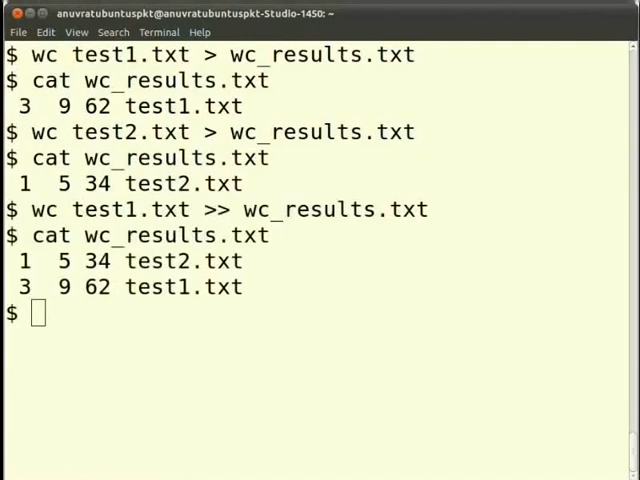 anuvratubuntuspkt@anuvratubuntuspkt-Studio-1450: ~
File Edit View Search Terminal Help
$ wc test1.txt > wc_results.txt
$ cat wc_results.txt
3 9 62 test1.txt
$ wc test2.txt > wc_results.txt
$ cat wc_results.txt
1 5 34 test2.txt
$ wc test1.txt >> wc_results.txt
$ cat wc_results.txt
1 5 34 test2.txt
3 9 62 test1.txt
$